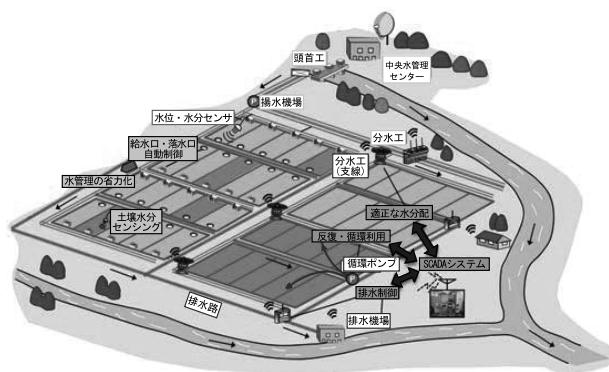 頭首工
中央水管理
センター
揚水機場
水位・水分センサ
分水工
給水口・落水口
自動制御
分水工
(支線)
水管理の省力化
適正な水分配
土壌水分
センシング
反復・循環利用
循環ポンプ
SCADAシステム
排水制御
排水路
排水機場